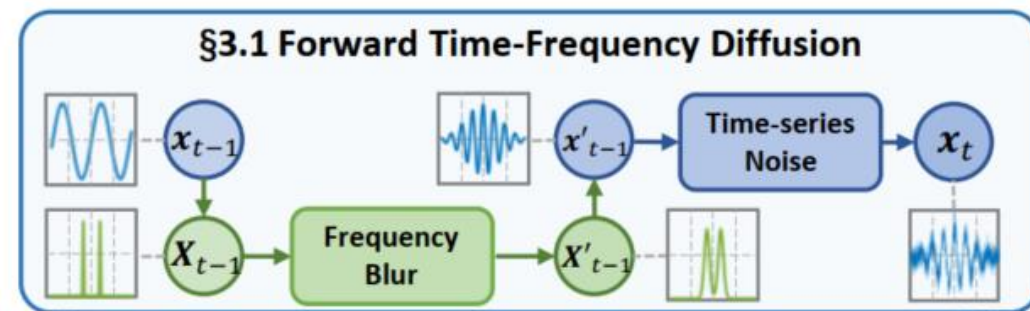 §3.1 Forward Time-Frequency Diffusion
x_{t−1}
x′_{t−1}
Time-series
Noise
x_t
X_{t−1}
Frequency
Blur
X′_{t−1}